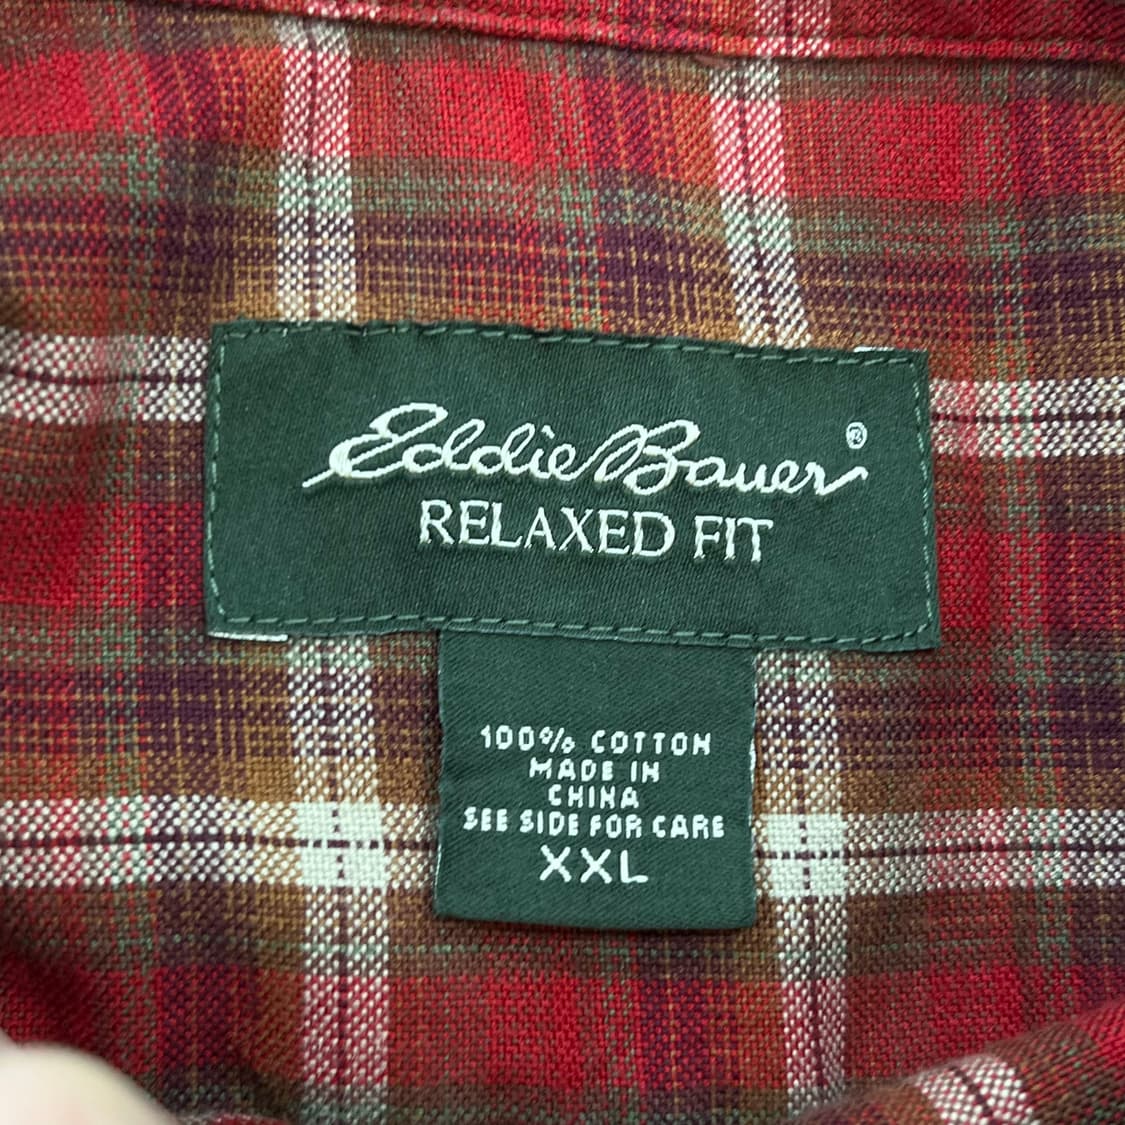 Eddie Bauer®
RELAXED FIT
100% COTTON
MADE IN
CHINA
SEE SIDE FOR CARE
XXL